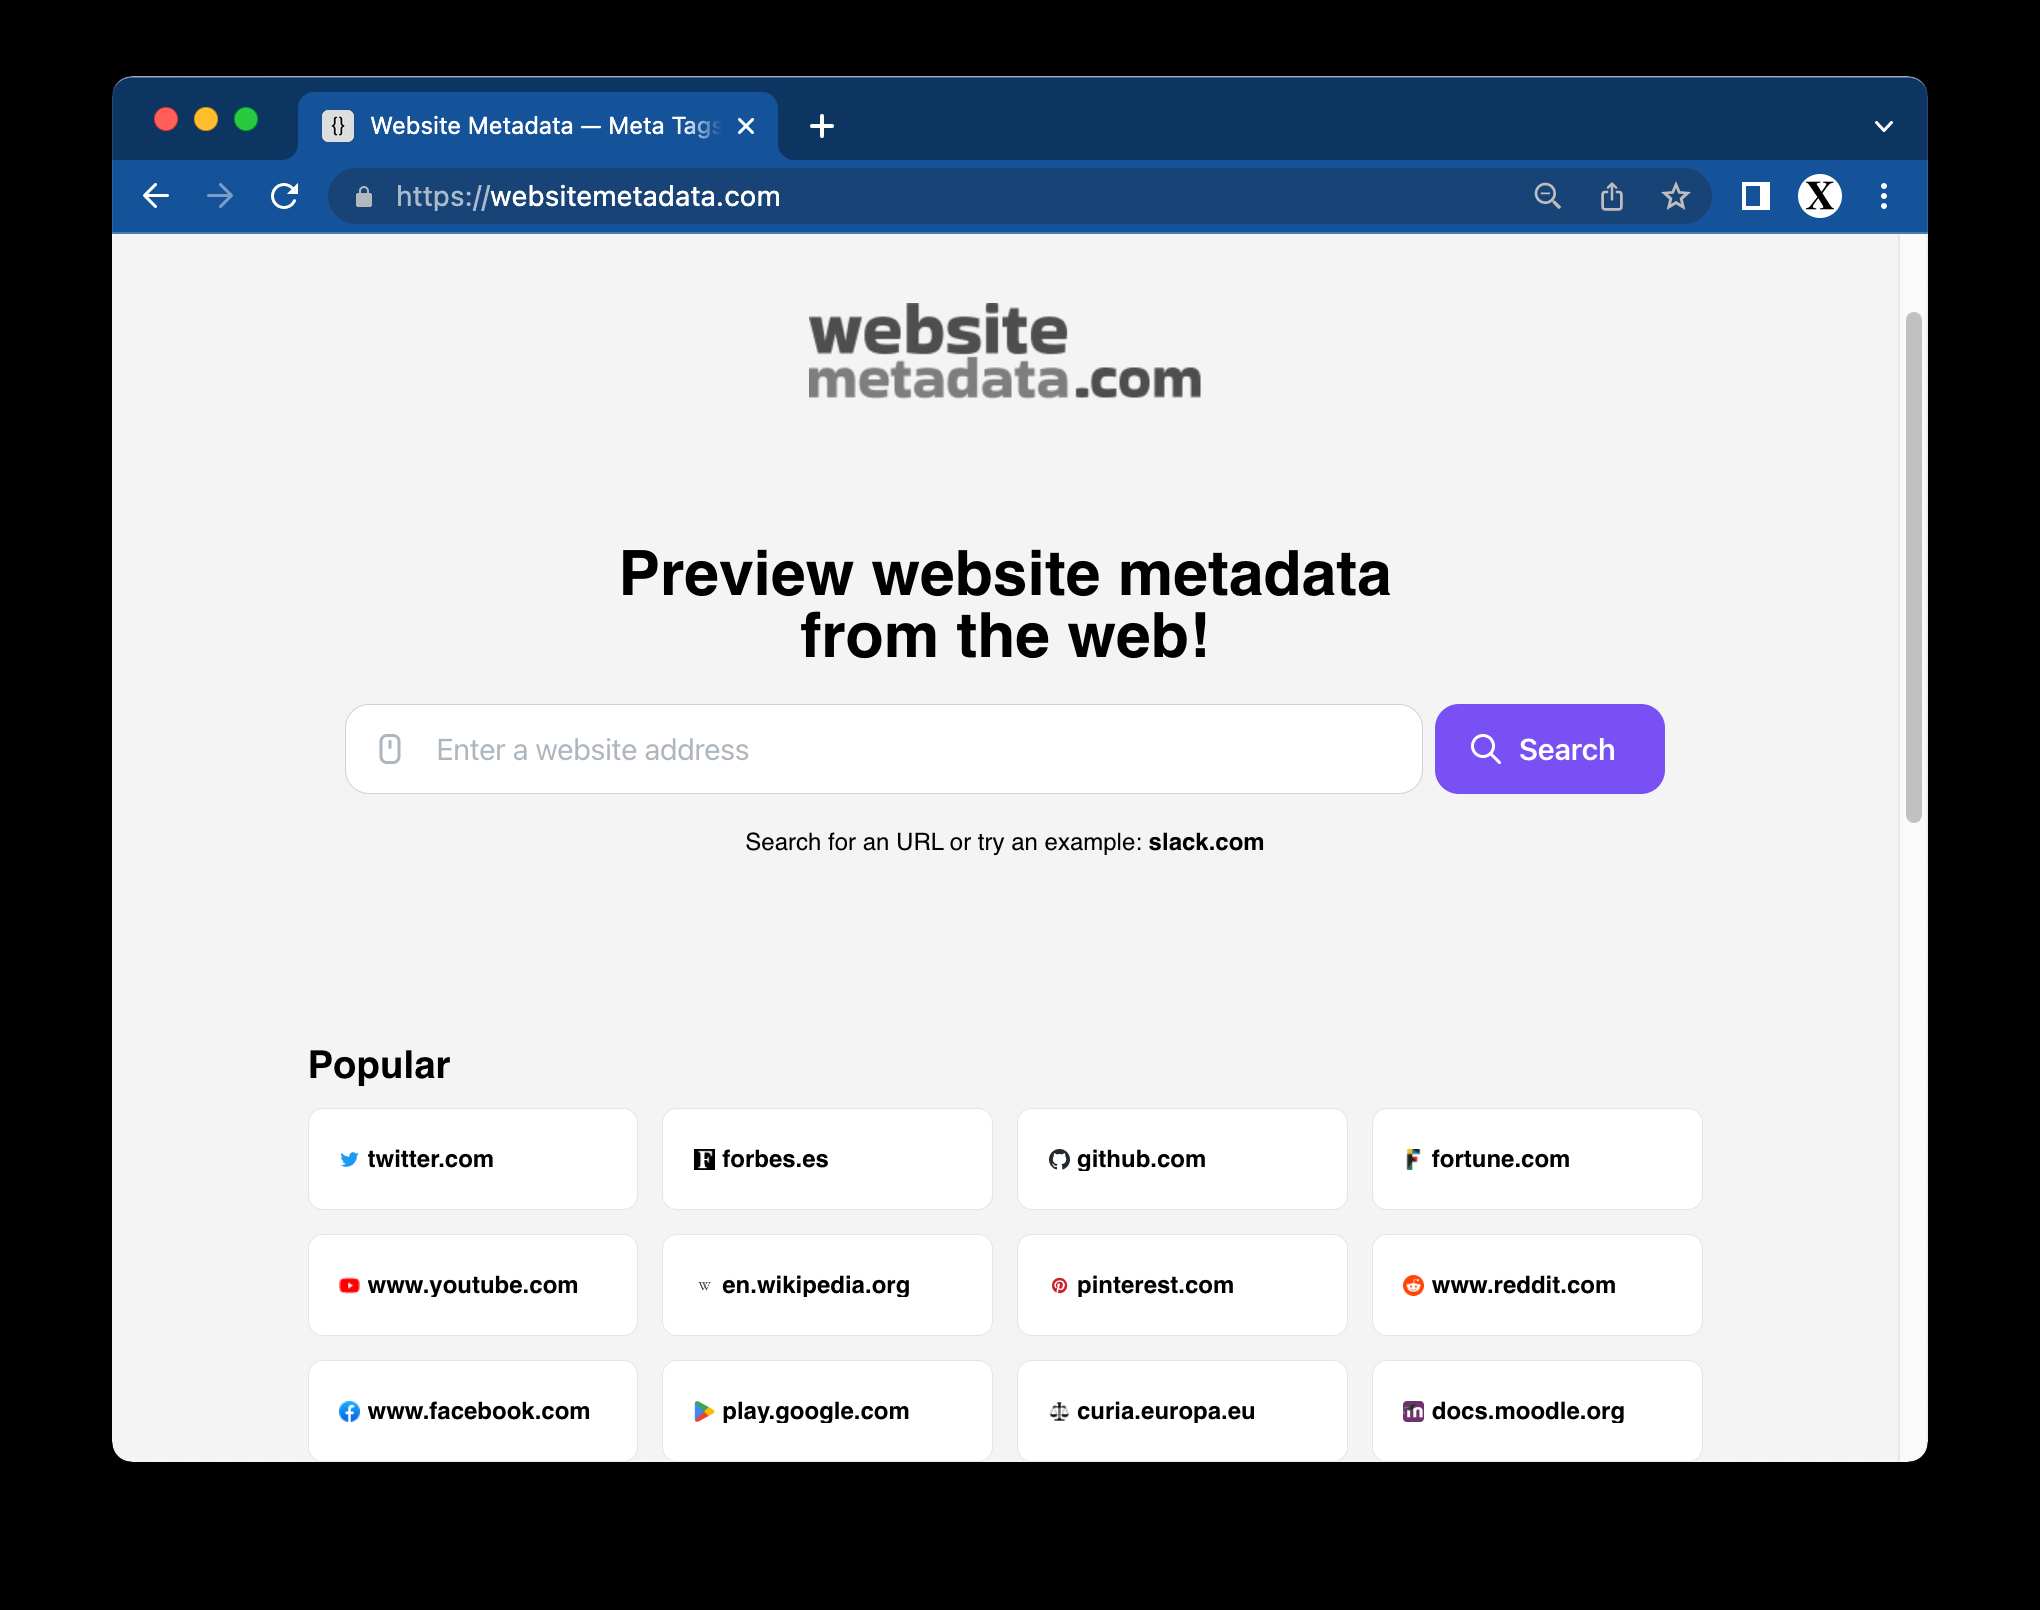 {} Website Metadata — Meta Tags
https://websitemetadata.com
X
website
metadata.com
Preview website metadata
from the web!
Enter a website address
Search
Search for an URL or try an example: slack.com
Popular
twitter.com
F forbes.es
github.com
F fortune.com
www.youtube.com
W en.wikipedia.org
pinterest.com
www.reddit.com
www.facebook.com
play.google.com
curia.europa.eu
m docs.moodle.org